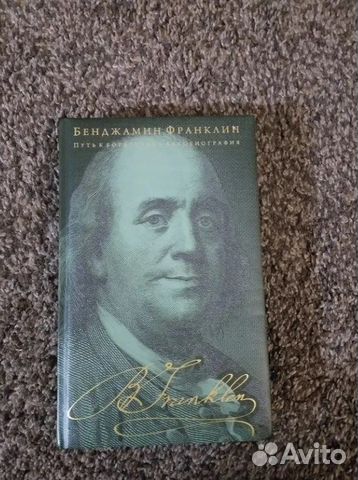 БЕНДЖАМИН ФРАНКЛИН
ПУТЬ К БОГАТСТВУ. АВТОБИОГРАФИЯ
B Franklin
Avito